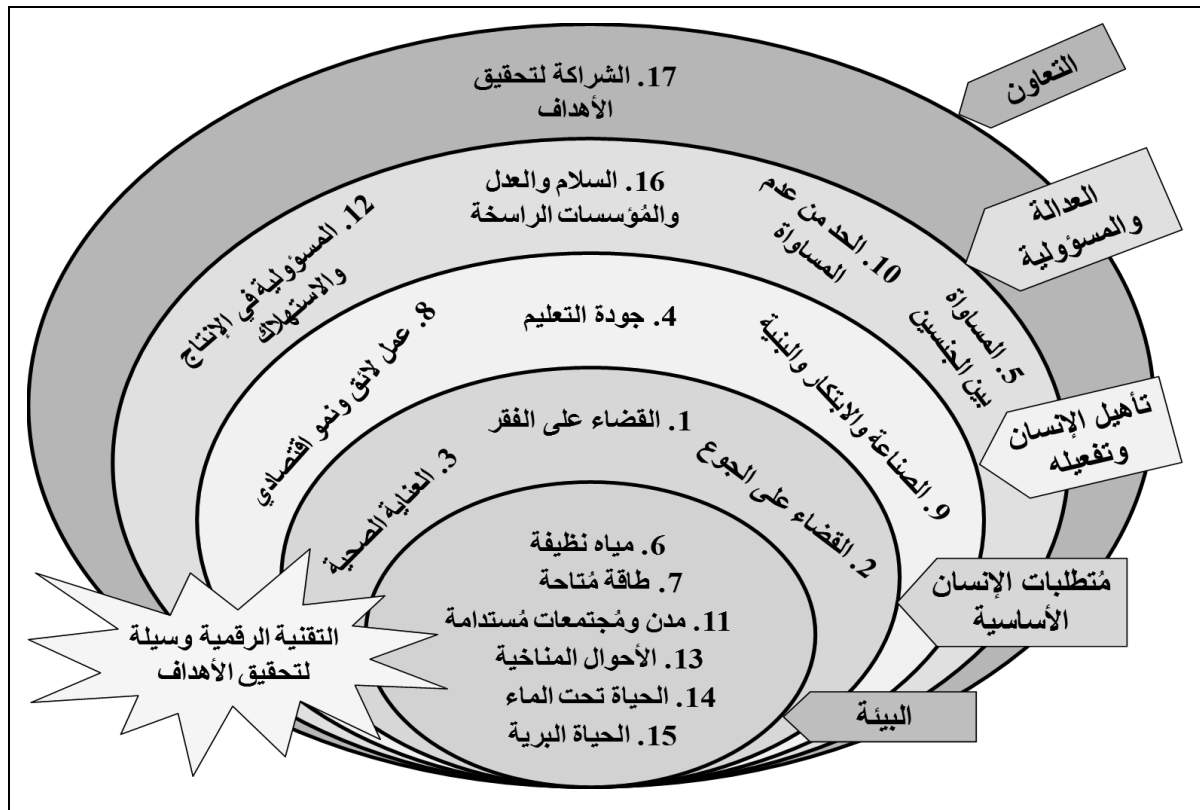 التعاون
17. الشراكة لتحقيق
الأهداف
العدالة
والمسؤولية
16. السلام والعدل
والمُؤسسات الراسخة
10. الحد من عدم
المساواة
5. المساواة
بين الجنسين
12. المسؤولية في الإنتاج
والاستهلاك
تأهيل الإنسان
وتفعيله
4. جودة التعليم
9. الصناعة والابتكار والبنية
8. عمل لائق ونمو اقتصادي
مُتطلبات الإنسان
الأساسية
1. القضاء على الفقر
2. القضاء على الجوع
3. العناية الصحية
البيئة
6. مياه نظيفة
7. طاقة مُتاحة
11. مدن ومُجتمعات مُستدامة
13. الأحوال المناخية
14. الحياة تحت الماء
15. الحياة البرية
التقنية الرقمية وسيلة
لتحقيق الأهداف